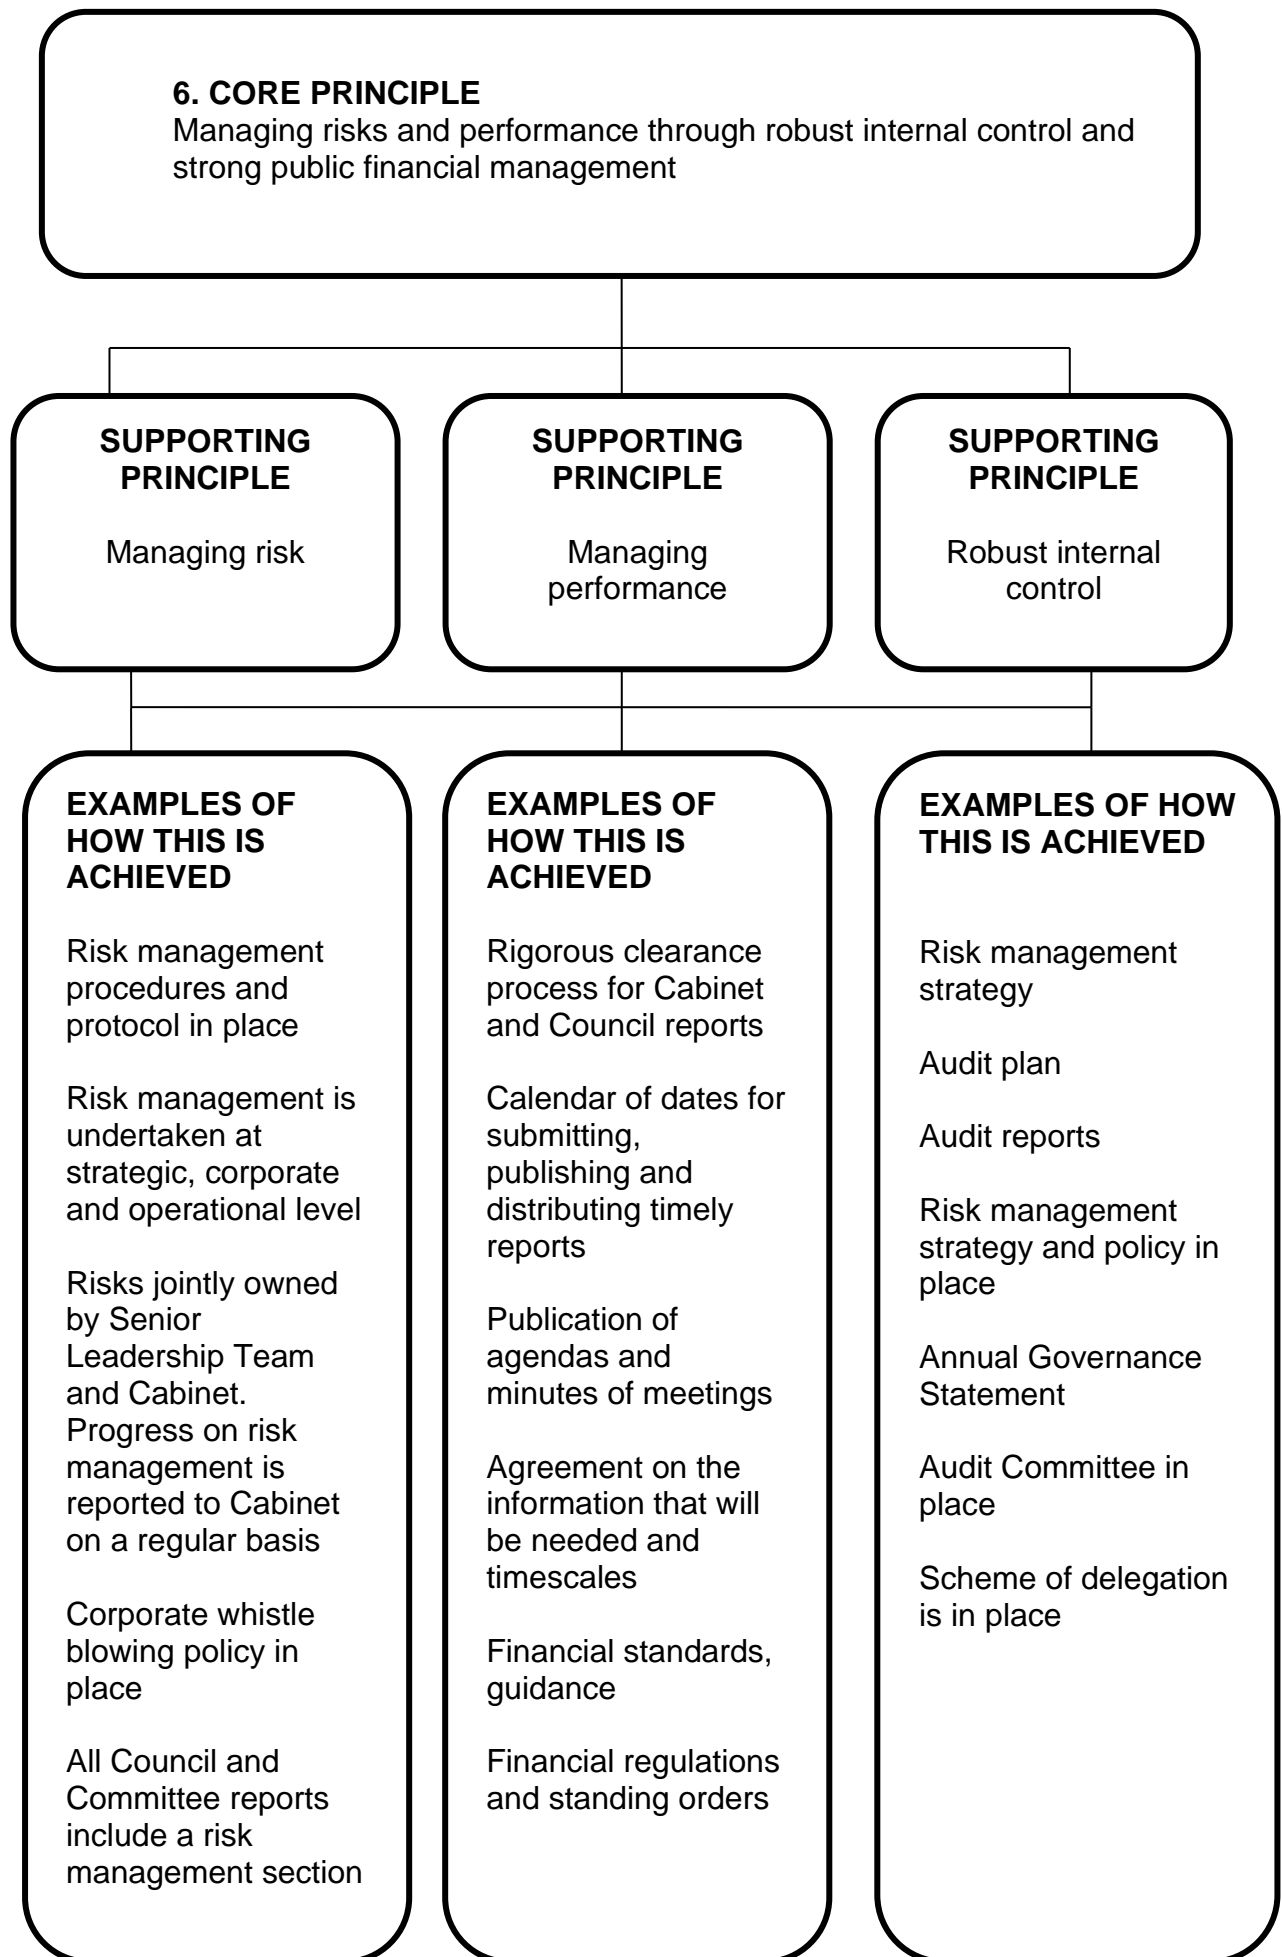 6. CORE PRINCIPLE
Managing risks and performance through robust internal control and
strong public financial management
SUPPORTING
PRINCIPLE
Managing risk
SUPPORTING
PRINCIPLE
Managing
performance
SUPPORTING
PRINCIPLE
Robust internal
control
EXAMPLES OF
HOW THIS IS
ACHIEVED
Risk management
procedures and
protocol in place
Risk management is
undertaken at
strategic, corporate
and operational level
Risks jointly owned
by Senior
Leadership Team
and Cabinet.
Progress on risk
management is
reported to Cabinet
on a regular basis
Corporate whistle
blowing policy in
place
All Council and
Committee reports
include a risk
management section
EXAMPLES OF
HOW THIS IS
ACHIEVED
Rigorous clearance
process for Cabinet
and Council reports
Calendar of dates for
submitting,
publishing and
distributing timely
reports
Publication of
agendas and
minutes of meetings
Agreement on the
information that will
be needed and
timescales
Financial standards,
guidance
Financial regulations
and standing orders
EXAMPLES OF HOW
THIS IS ACHIEVED
Risk management
strategy
Audit plan
Audit reports
Risk management
strategy and policy in
place
Annual Governance
Statement
Audit Committee in
place
Scheme of delegation
is in place